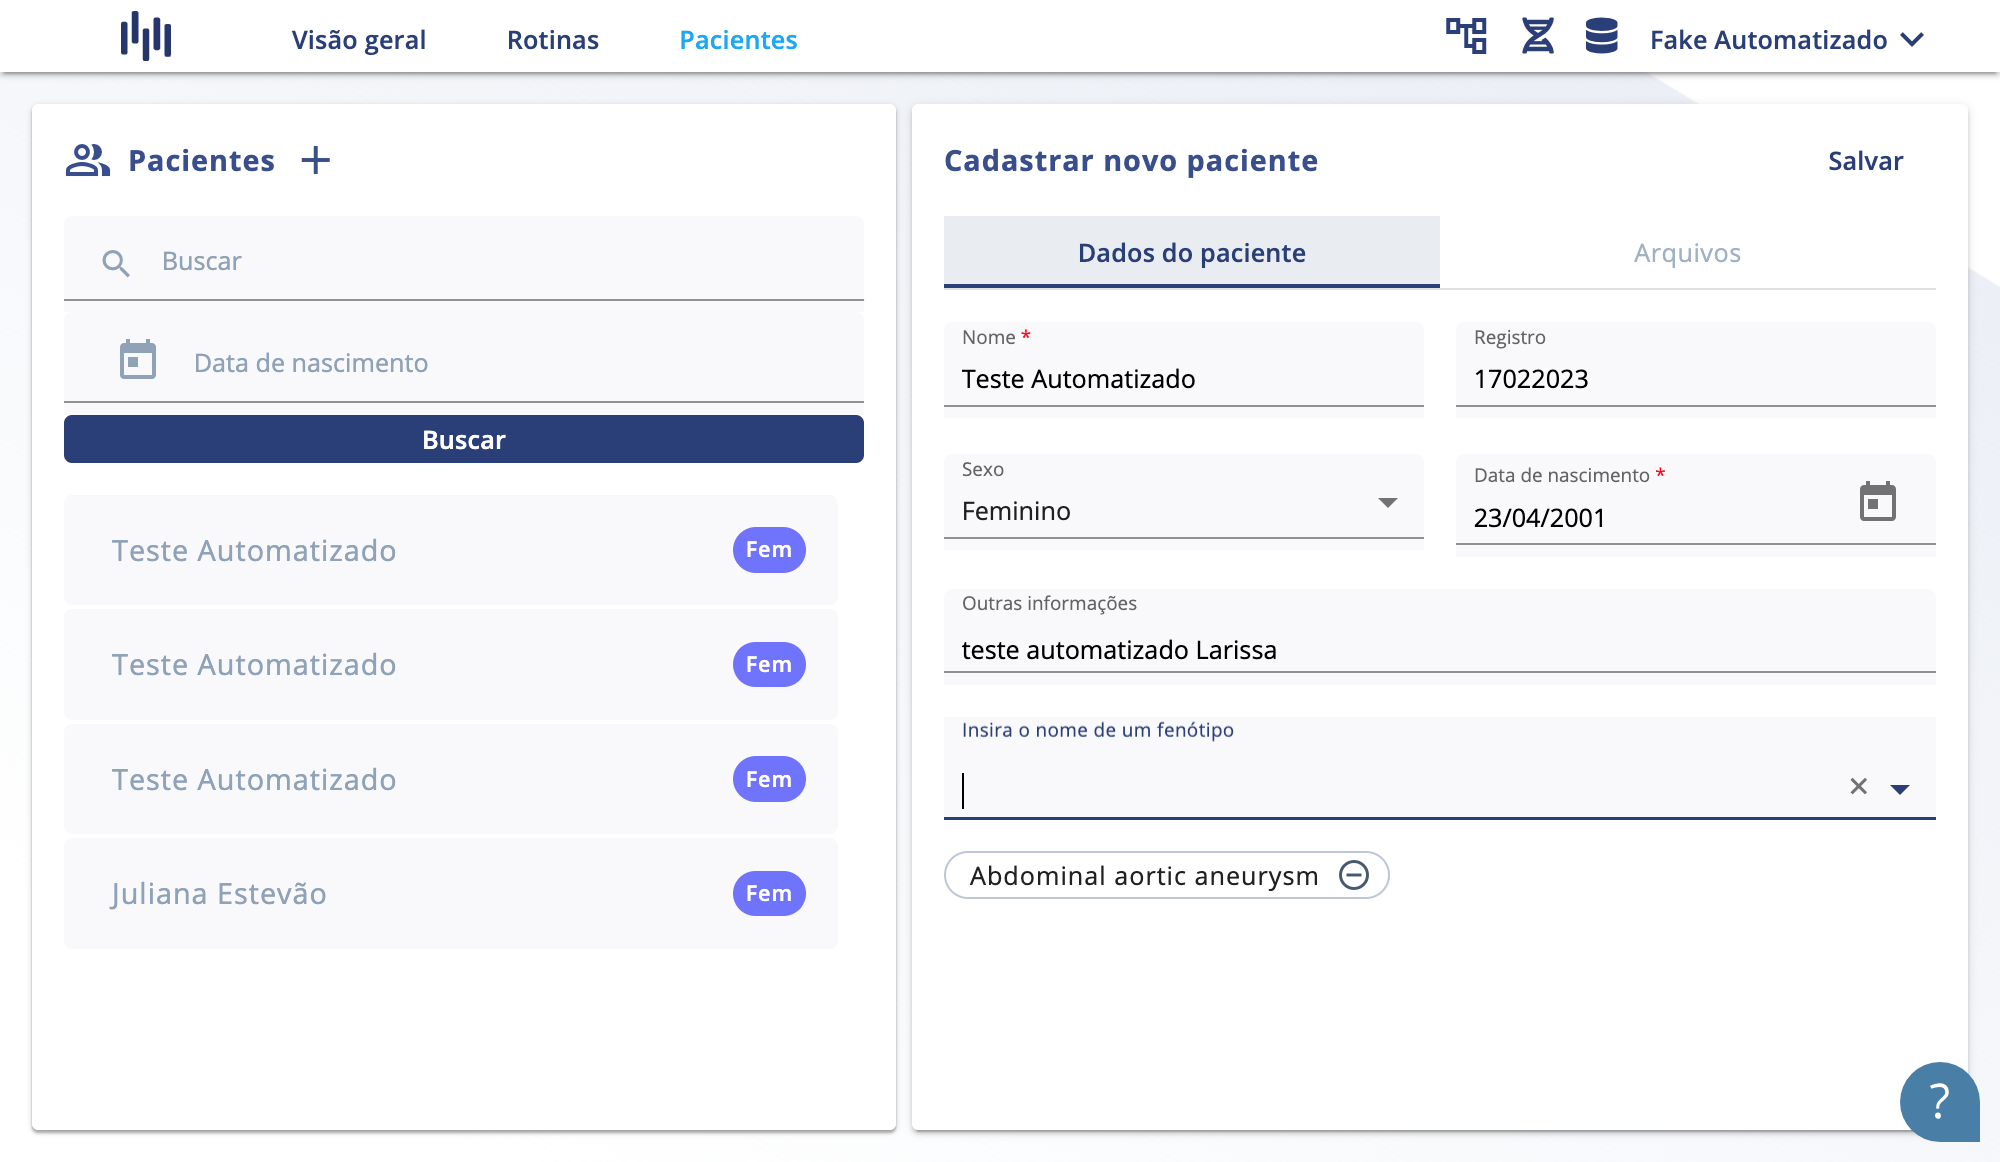 Visão geral
Rotinas
Pacientes
Fake Automatizado
Pacientes
Buscar
Data de nascimento
Buscar
Teste Automatizado
Fem
Teste Automatizado
Fem
Teste Automatizado
Fem
Juliana Estevão
Fem
Cadastrar novo paciente
Salvar
Dados do paciente
Arquivos
Nome *
Teste Automatizado
Registro
17022023
Sexo
Feminino
Data de nascimento *
23/04/2001
Outras informações
teste automatizado Larissa
Insira o nome de um fenótipo
Abdominal aortic aneurysm
?